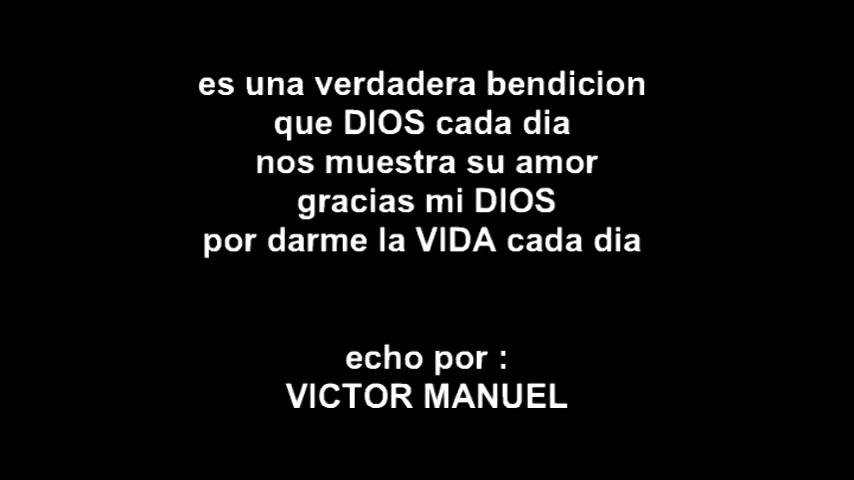 es una verdadera bendicion
que DIOS cada dia
nos muestra su amor
gracias mi DIOS
por darme la VIDA cada dia
echo por :
VICTOR MANUEL